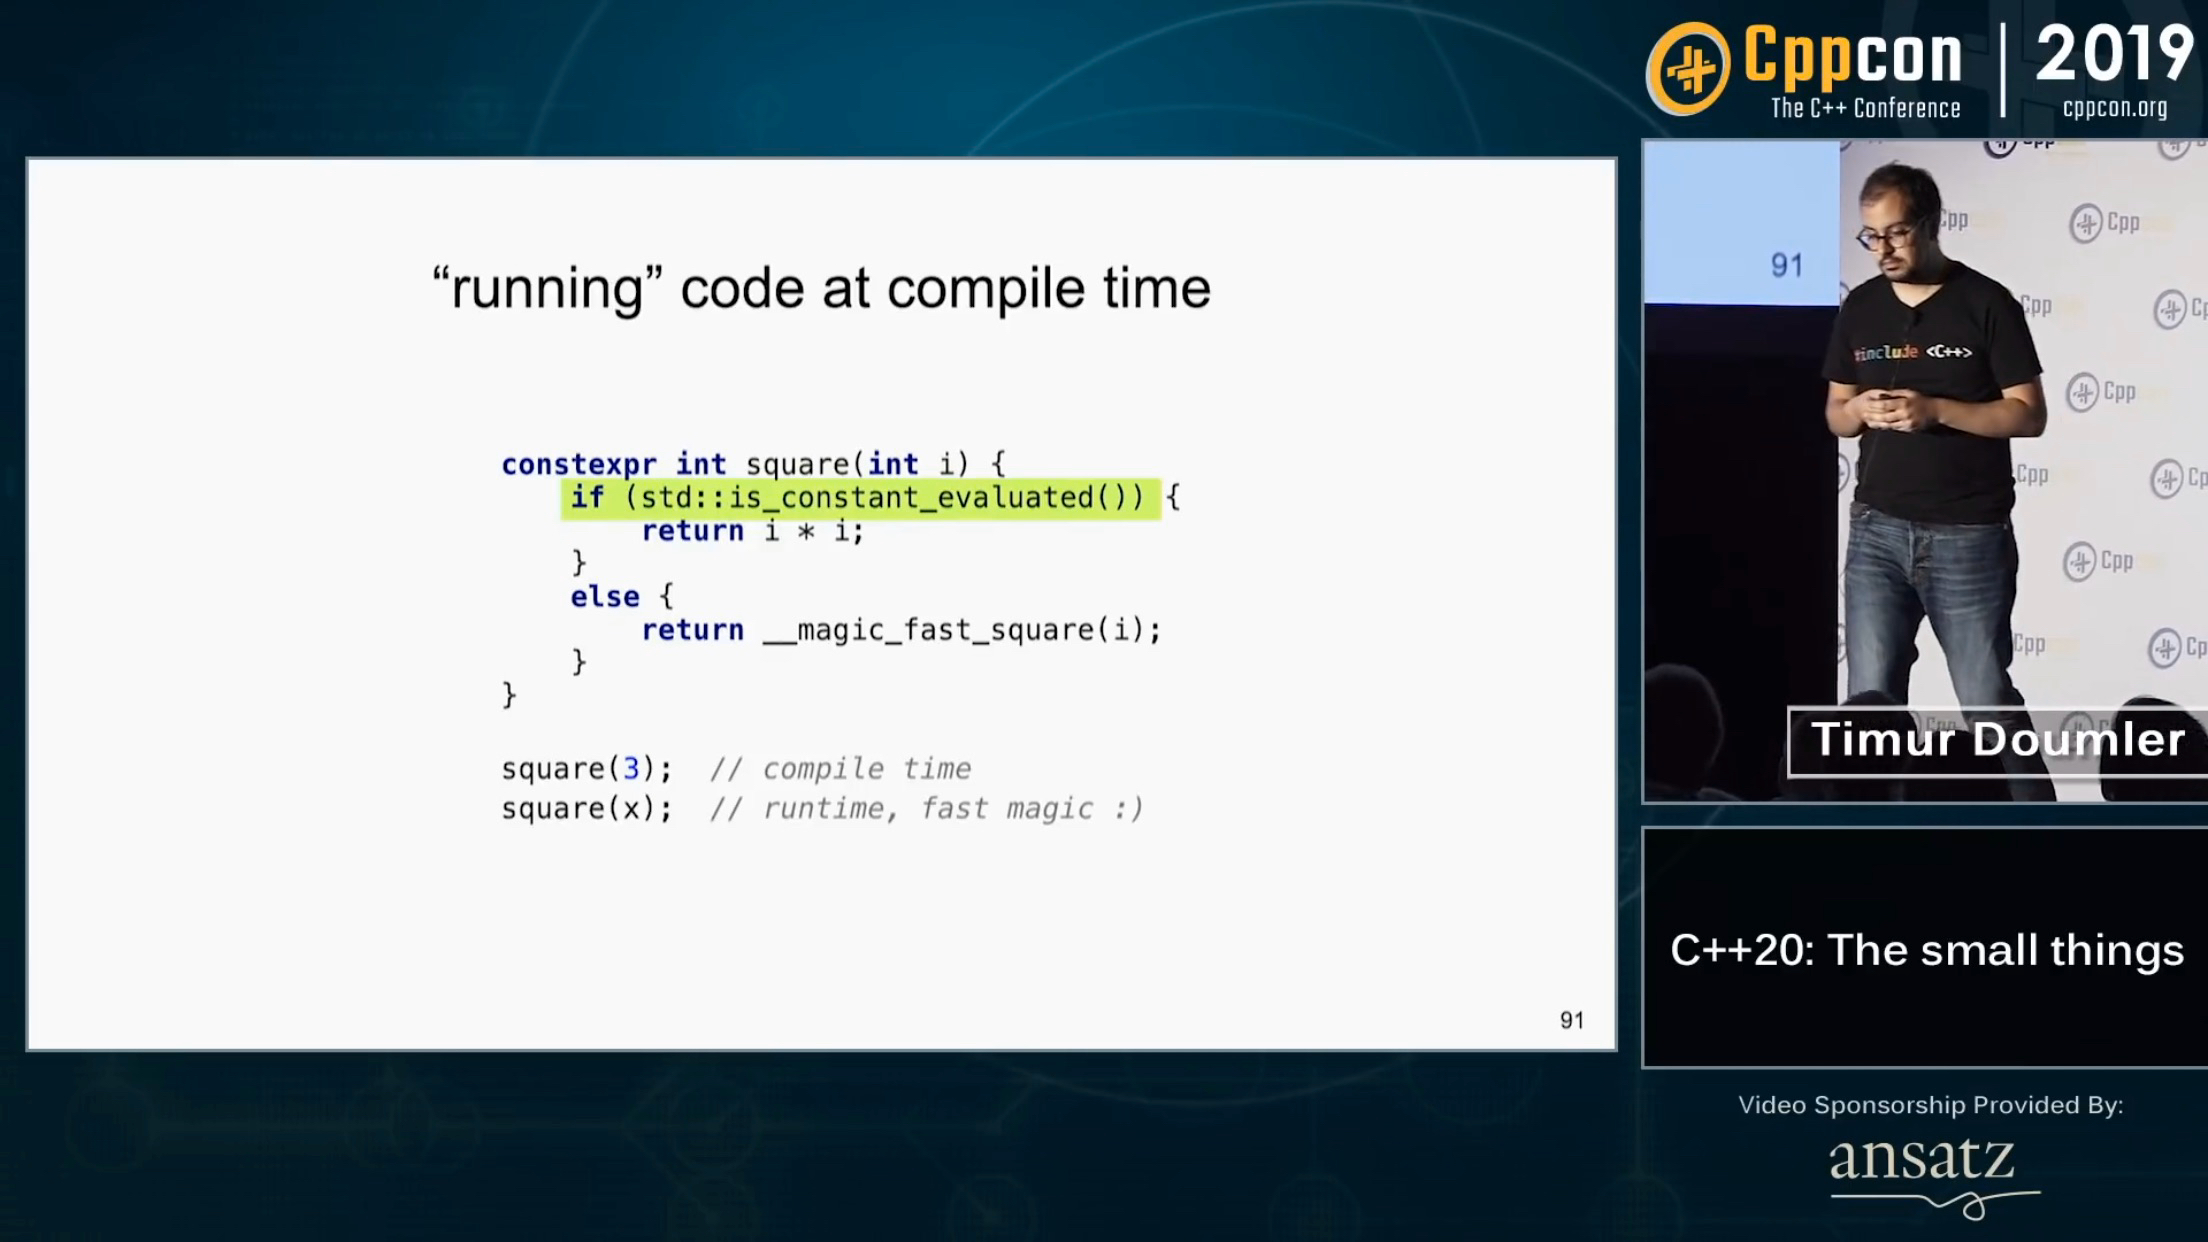 Cppcon 2019
The C++ Conference cppcon.org
“running” code at compile time
constexpr int square(int i) {
    if (std::is_constant_evaluated()) {
        return i * i;
    }
    else {
        return __magic_fast_square(i);
    }
}
square(3);  // compile time
square(x);  // runtime, fast magic :)
91
91
#include <C++>
Cpp
Cpp
Cpp
Cpp
Cpp
Cpp
Cpp
Cpp
Cpp
Timur Doumler
C++20: The small things
Video Sponsorship Provided By:
ansatz